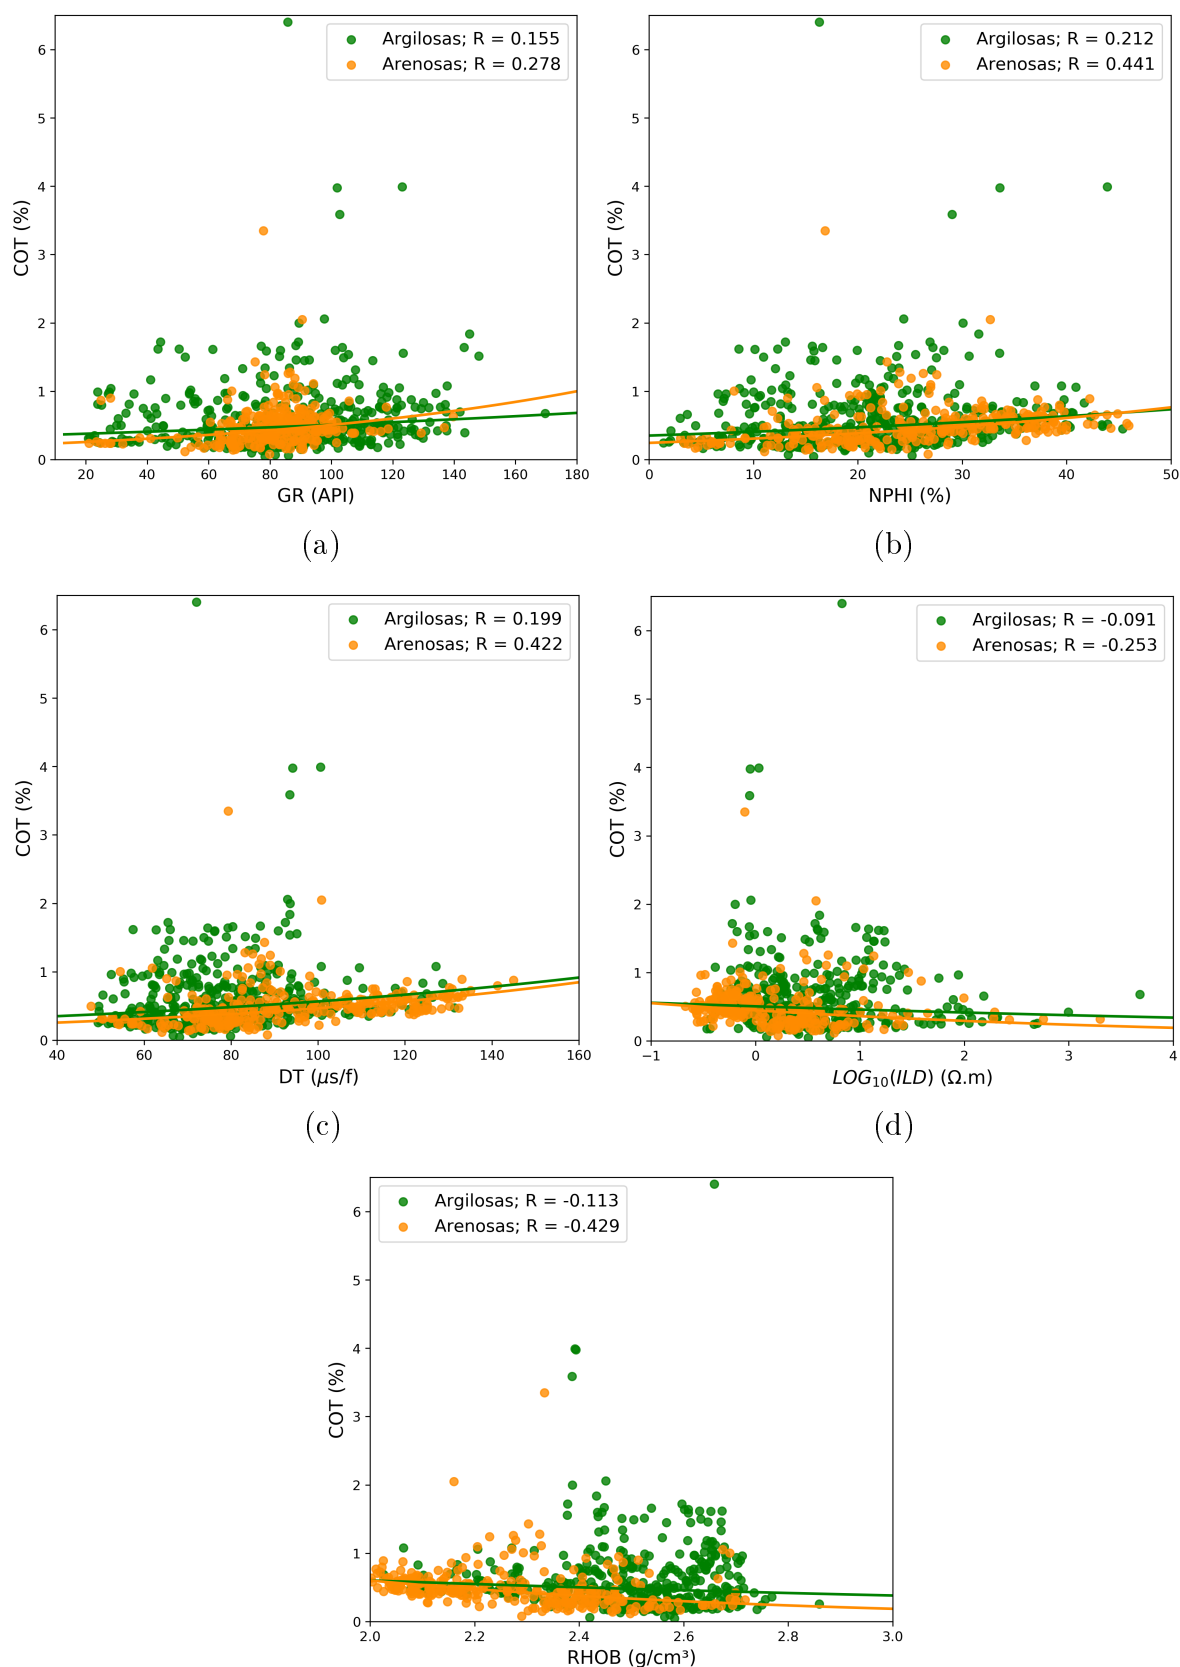 Argilosas; R = 0.155
Arenosas; R = 0.278
COT (%)
6
5
4
3
2
1
0
20 40 60 80 100 120 140 160 180
GR (API)
(a)
Argilosas; R = 0.212
Arenosas; R = 0.441
COT (%)
6
5
4
3
2
1
0
0 10 20 30 40 50
NPHI (%)
(b)
Argilosas; R = 0.199
Arenosas; R = 0.422
COT (%)
6
5
4
3
2
1
0
40 60 80 100 120 140 160
DT (μs/f)
(c)
Argilosas; R = -0.091
Arenosas; R = -0.253
COT (%)
6
5
4
3
2
1
0
−1 0 1 2 3 4
LOG₁₀(ILD) (Ω.m)
(d)
Argilosas; R = -0.113
Arenosas; R = -0.429
COT (%)
6
5
4
3
2
1
0
2.0 2.2 2.4 2.6 2.8 3.0
RHOB (g/cm³)